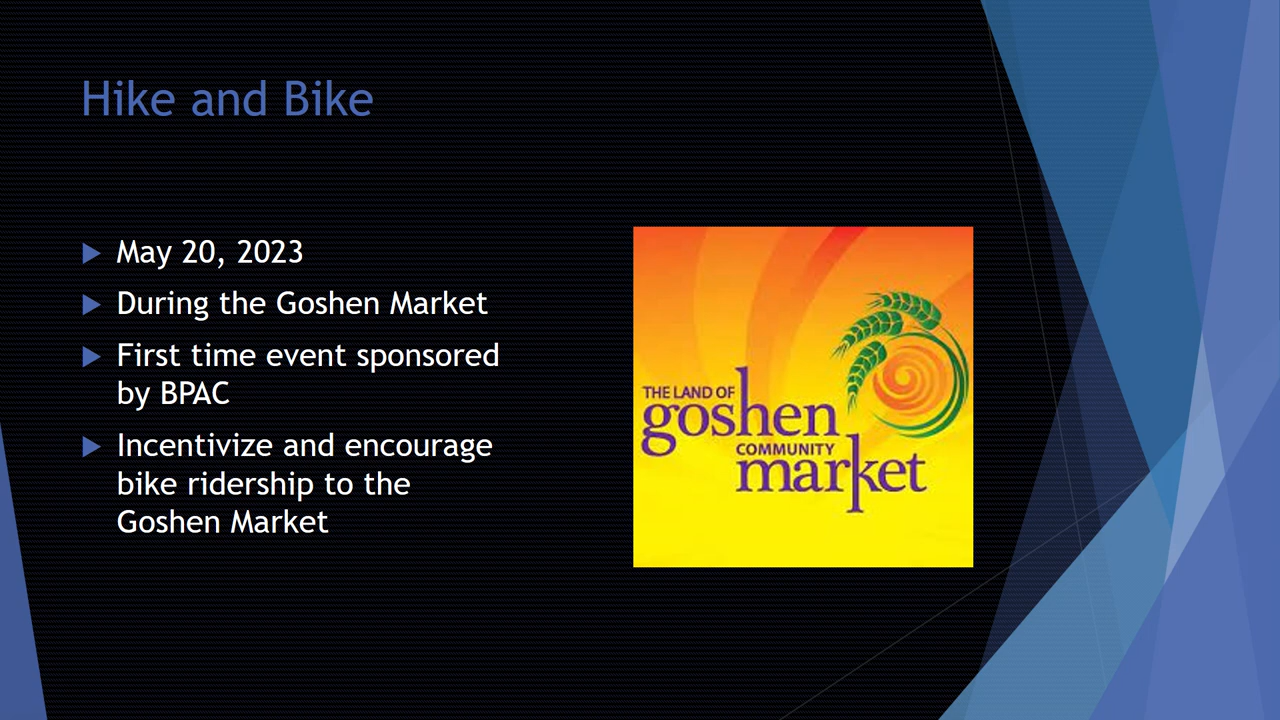 Hike and Bike
May 20, 2023
During the Goshen Market
First time event sponsored
by BPAC
Incentivize and encourage
bike ridership to the
Goshen Market
THE LAND OF
goshen
COMMUNITY
market